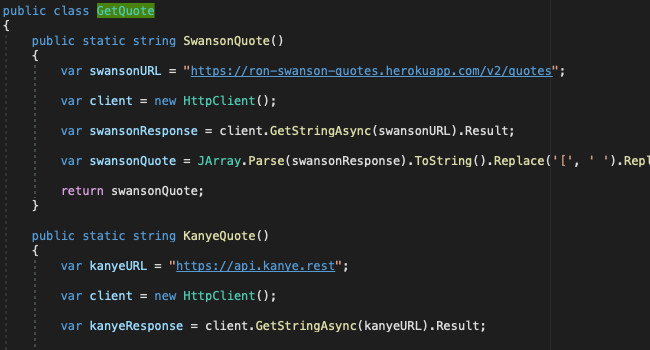 public class GetQuote
{
public static string SwansonQuote()
{
var swansonURL = "https://ron-swanson-quotes.herokuapp.com/v2/quotes";
var client = new HttpClient();
var swansonResponse = client.GetStringAsync(swansonURL).Result;
var swansonQuote = JArray.Parse(swansonResponse).ToString().Replace('[', ' ').Repl
return swansonQuote;
}
public static string KanyeQuote()
{
var kanyeURL = "https://api.kanye.rest";
var client = new HttpClient();
var kanyeResponse = client.GetStringAsync(kanyeURL).Result;